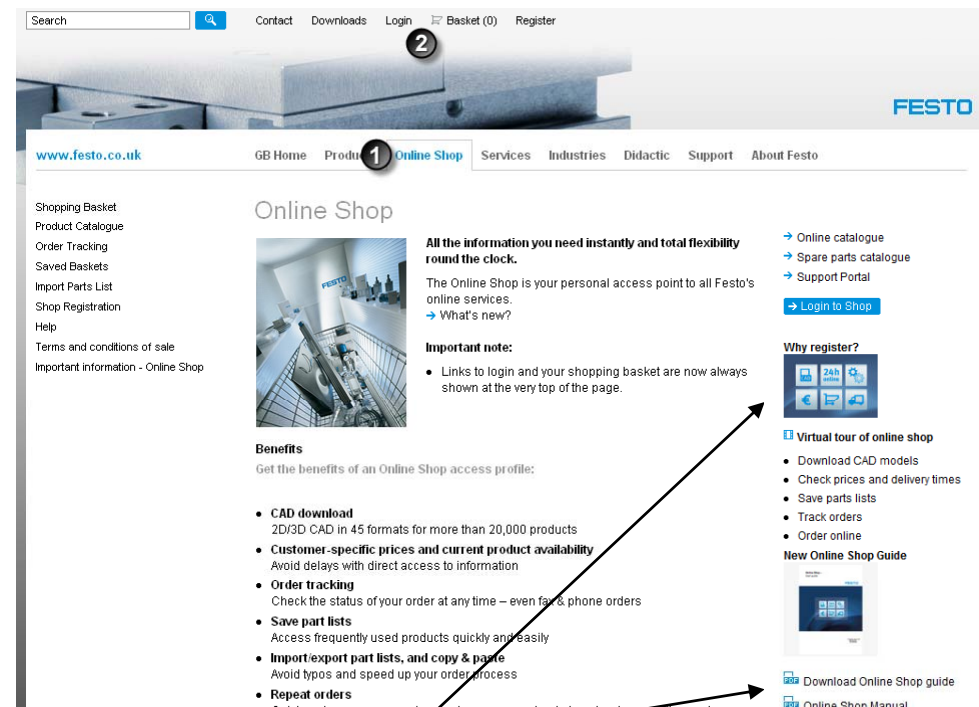 Search
Contact Downloads Login Basket (0) Register
2
FESTO
www.festo.co.uk
GB Home Produ 1 Online Shop Services Industries Didactic Support About Festo
Shopping Basket
Product Catalogue
Order Tracking
Saved Baskets
Import Parts List
Shop Registration
Help
Terms and conditions of sale
Important information - Online Shop
Online Shop
FESTO
All the information you need instantly and total flexibility
round the clock.
The Online Shop is your personal access point to all Festo's
online services.
→ What's new?
Important note:
• Links to login and your shopping basket are now always
shown at the very top of the page.
Benefits
Get the benefits of an Online Shop access profile:
• CAD download
2D/3D CAD in 45 formats for more than 20,000 products
• Customer-specific prices and current product availability
Avoid delays with direct access to information
• Order tracking
Check the status of your order at any time – even fax & phone orders
• Save part lists
Access frequently used products quickly and easily
• Import/export part lists, and copy & paste
Avoid typos and speed up your order process
• Repeat orders
→ Online catalogue
→ Spare parts catalogue
→ Support Portal
→ Login to Shop
Why register?
24h
online
€
Virtual tour of online shop
• Download CAD models
• Check prices and delivery times
• Save parts lists
• Track orders
• Order online
New Online Shop Guide
FESTO
PDF Download Online Shop guide
PDF Online Shop Manual